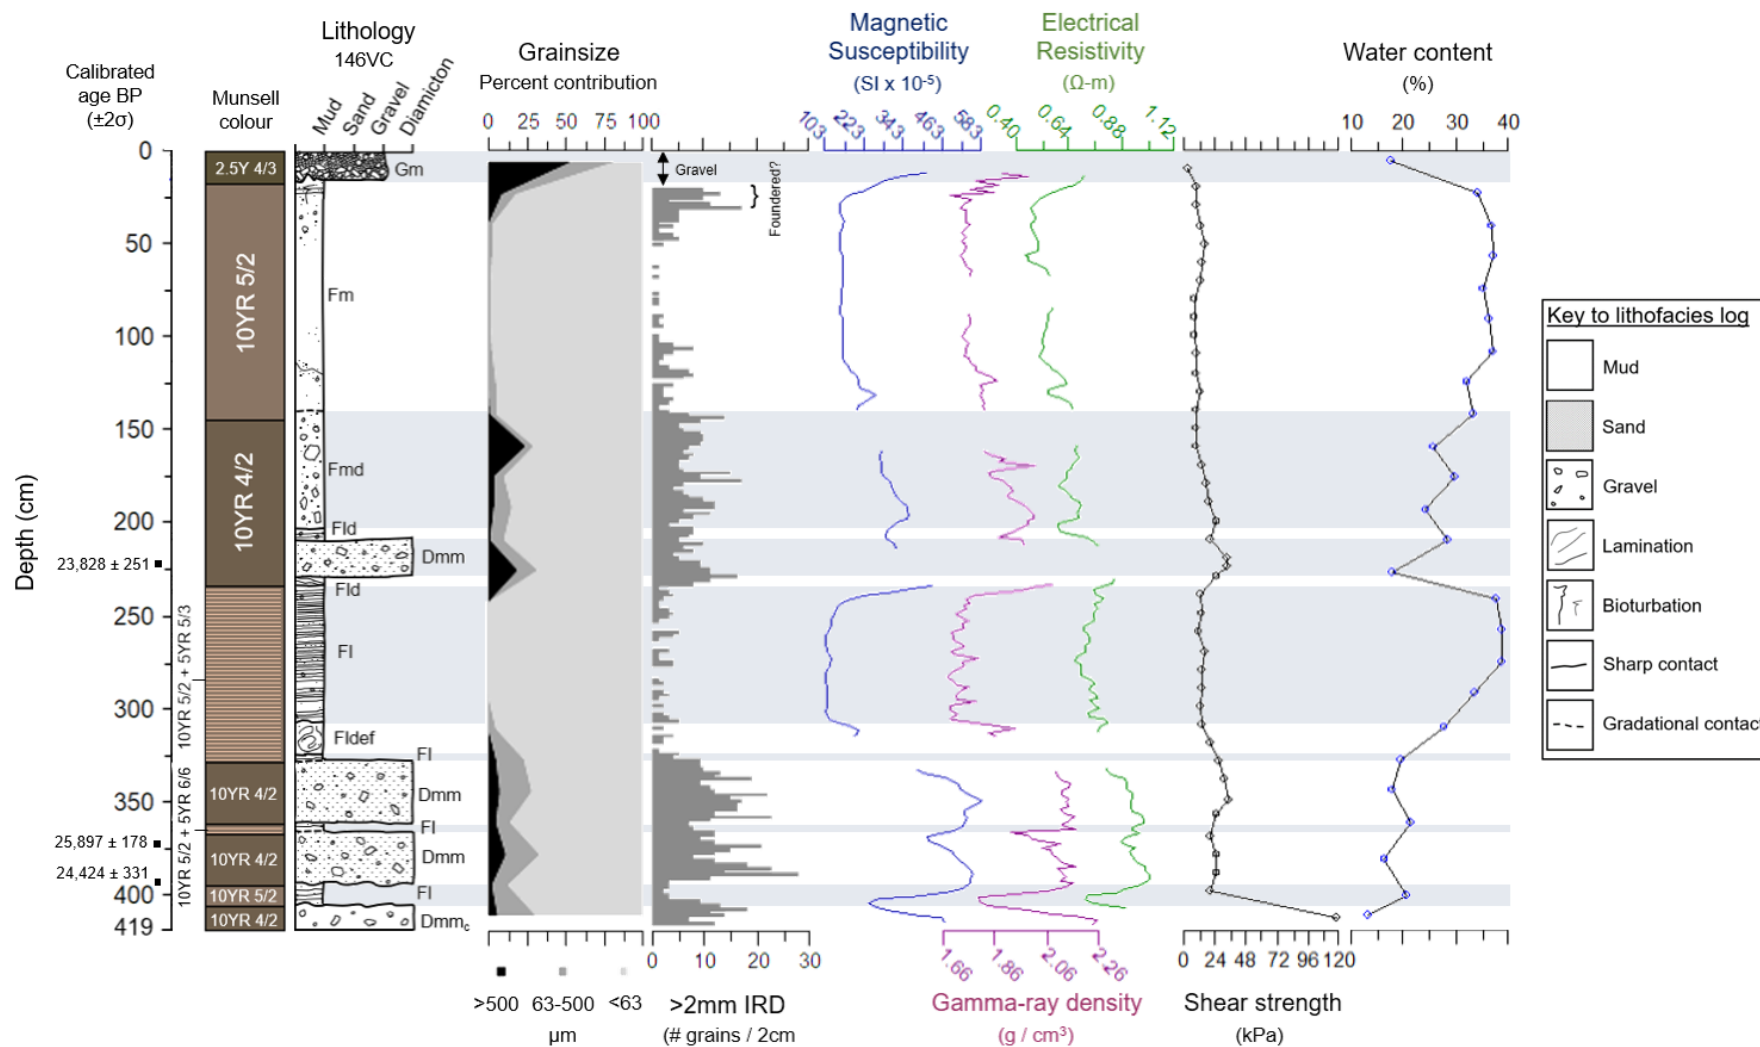 Calibrated
age BP
(±2σ)
Munsell
colour
Lithology
146VC
Mud
Sand
Gravel
Diamicton
Grainsize
Percent contribution
0 25 50 75 100
Magnetic
Susceptibility
(SI x 10-5)
103 223 343 463 583
Electrical
Resistivity
(Ω-m)
0.40 0.64 0.88 1.12
Water content
(%)
10 20 30 40
Depth (cm)
0
50
100
150
200
250
300
350
400
419
23,828 ± 251
25,897 ± 178
24,424 ± 331
10YR 5/2 + 5YR 5/3
10YR 5/2 + 5YR 6/6
2.5Y 4/3
10YR 5/2
10YR 4/2
10YR 4/2
10YR 4/2
10YR 5/2
10YR 4/2
Gm
Fm
Fmd
Fld
Dmm
Fld
Fl
Fldef
Fl
Dmm
Fl
Dmm
Fl
Dmmc
Gravel
}
Foundered?
>500 63-500 <63
µm
0 10 20 30
>2mm IRD
(# grains / 2cm
1.66 1.86 2.06 2.26
Gamma-ray density
(g / cm3)
0 24 48 72 96 120
Shear strength
(kPa)
Key to lithofacies log
Mud
Sand
Gravel
Lamination
Bioturbation
Sharp contact
Gradational contact